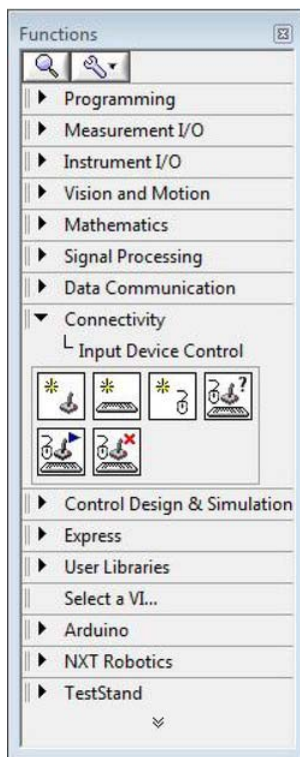 Functions
Programming
Measurement I/O
Instrument I/O
Vision and Motion
Mathematics
Signal Processing
Data Communication
Connectivity
Input Device Control
?
Control Design & Simulation
Express
User Libraries
Select a VI...
Arduino
NXT Robotics
TestStand